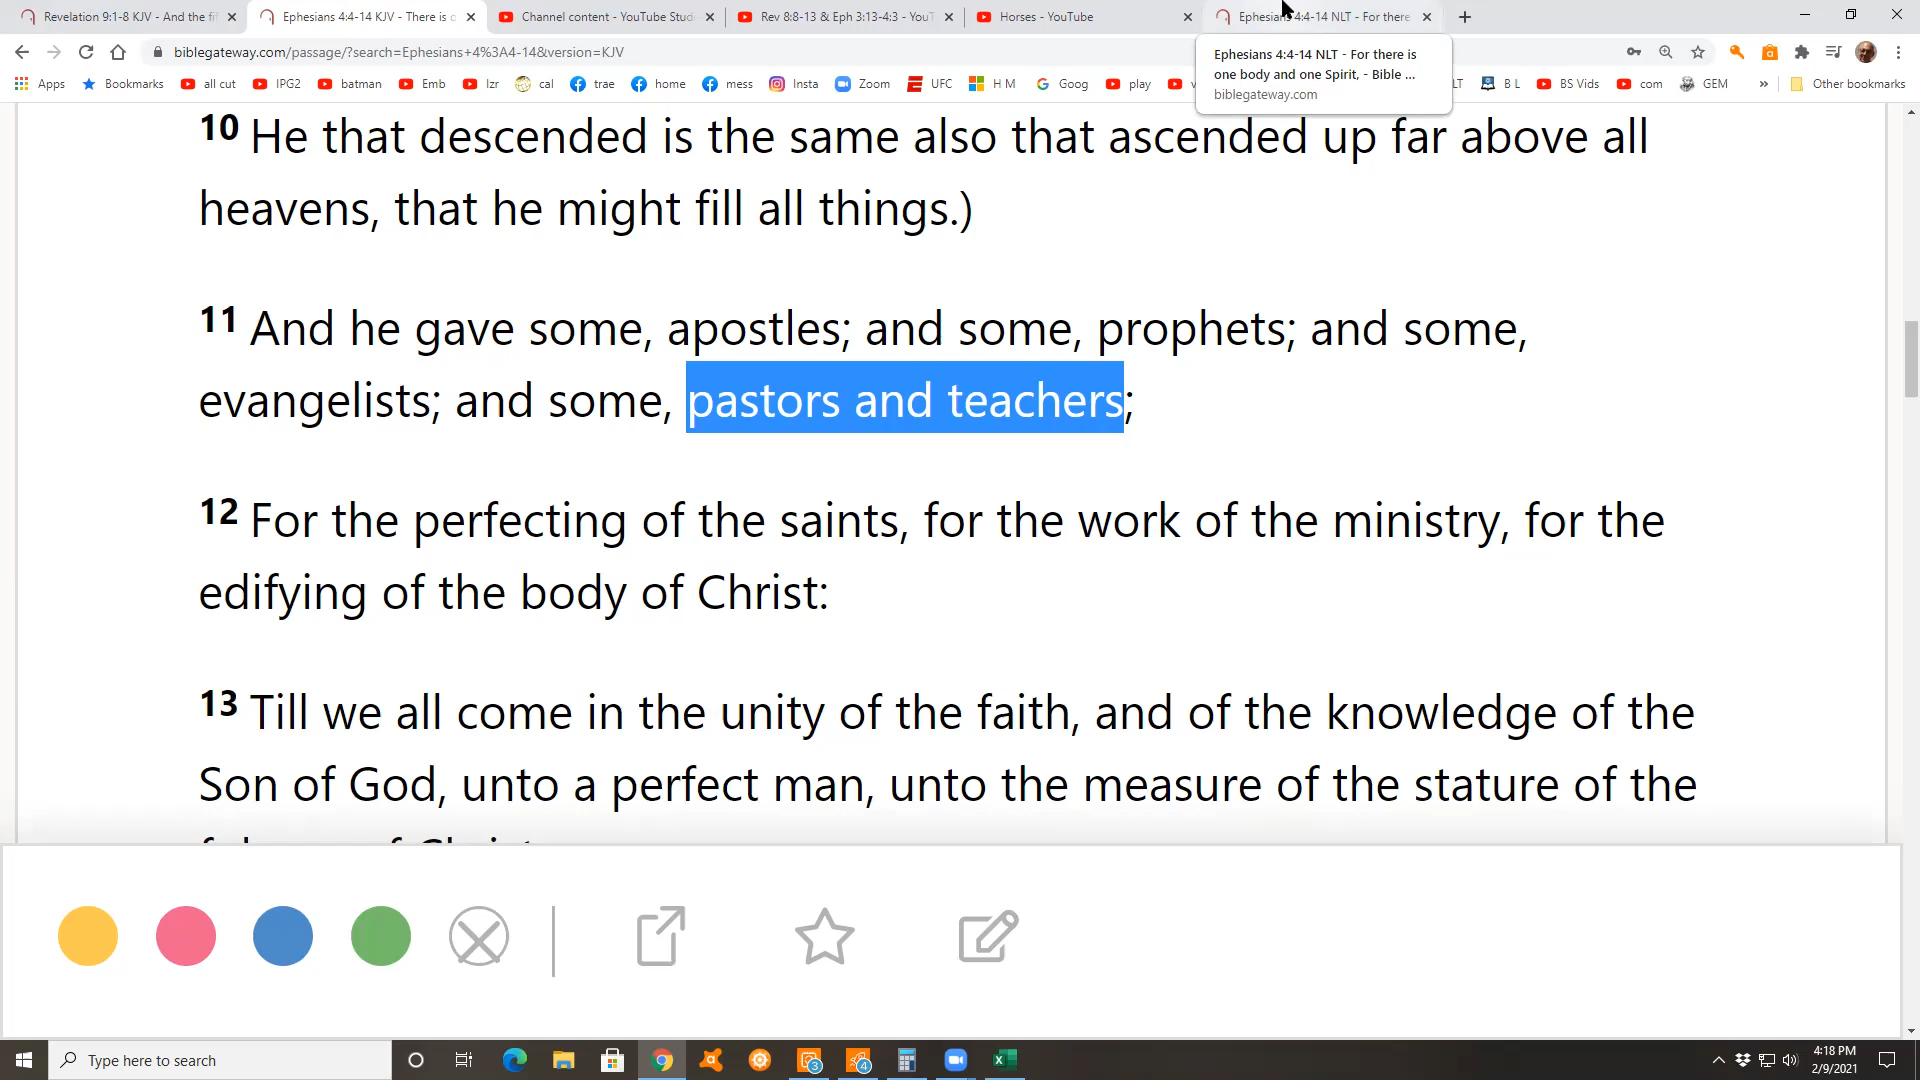 Revelation 9:1-8 KJV - And the fi
Ephesians 4:4-14 KJV - There is o
Channel content - YouTube Stud
Rev 8:8-13 & Eph 3:13-4:3 - YouT
Horses - YouTube
Ephesians 4:4-14 NLT - For there
biblegateway.com/passage/?search=Ephesians+4%3A4-14&version=KJV
Ephesians 4:4-14 NLT - For there is
one body and one Spirit, - Bible ...
biblegateway.com
Apps Bookmarks all cut IPG2 batman Emb Izr cal trae home mess Insta Zoom UFC H M Goog play LT B L BS Vids com GEM » Other bookmarks
10 He that descended is the same also that ascended up far above all
heavens, that he might fill all things.)
11 And he gave some, apostles; and some, prophets; and some,
evangelists; and some, pastors and teachers;
12 For the perfecting of the saints, for the work of the ministry, for the
edifying of the body of Christ:
13 Till we all come in the unity of the faith, and of the knowledge of the
Son of God, unto a perfect man, unto the measure of the stature of the
Type here to search
3
4
4:18 PM
2/9/2021